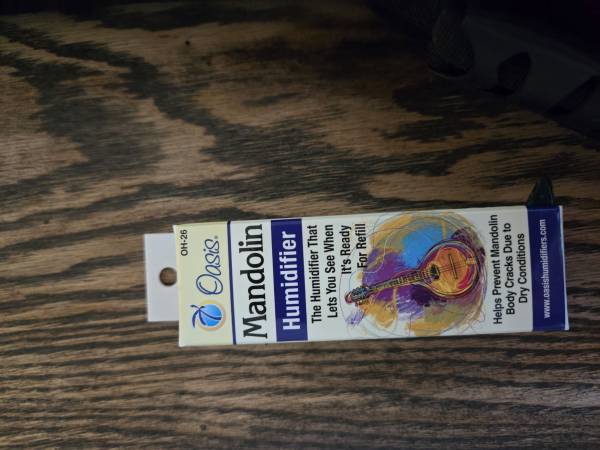 OH-26
Oasis®
Mandolin
Humidifier
The Humidifier That
Lets You See When
It's Ready
For Refill
Helps Prevent Mandolin
Body Cracks Due to
Dry Conditions
www.oasishumidifiers.com